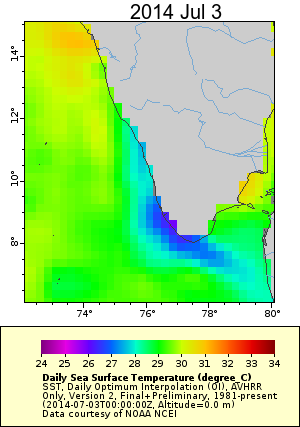 2014 Jul 3
14°
12°
10°
8°
74° 76° 78° 80°
24 25 26 27 28 29 30 31 32 33 34
Daily Sea Surface Temperature (degree_C)
SST, Daily Optimum Interpolation (OI), AVHRR
Only, Version 2, Final+Preliminary, 1981-present
(2014-07-03T00:00:00Z, Altitude=0.0 m)
Data courtesy of NOAA NCEI